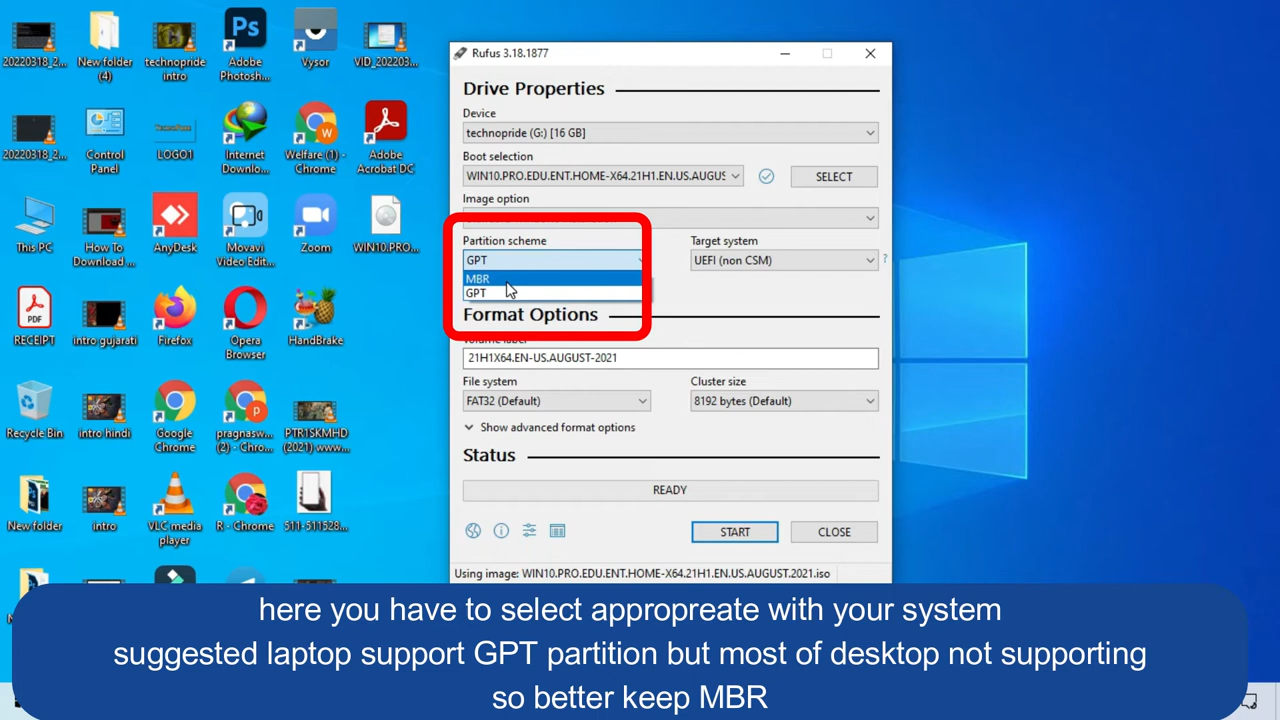 20220318_2...
New folder
(4)
technopride
intro
Ps
Adobe
Photosh...
Vysor
VID_202203...
20220318_2...
Control
Panel
LOGO1
Internet
Downlo...
W
Welfare (1) -
Chrome
Adobe
Acrobat DC
This PC
How To
Download ...
AnyDesk
Movavi
Video Edit...
Zoom
WIN10.PRO...
PDF
RECEIPT
intro gujarati
Firefox
Opera
Browser
HandBrake
Recycle Bin
intro hindi
Google
Chrome
p
pragnasw...
(2) - Chro...
PTR1SKMHD
(2021) www...
New folder
intro
VLC media
player
R - Chrome
511-511528...
Rufus 3.18.1877
Drive Properties
Device
technopride (G:) [16 GB]
Boot selection
WIN10.PRO.EDU.ENT.HOME-X64.21H1.EN.US.AUGUS
SELECT
Image option
Partition scheme
Target system
GPT
UEFI (non CSM)
?
MBR
GPT
Format Options
Volume label
21H1X64.EN-US.AUGUST-2021
File system
Cluster size
FAT32 (Default)
8192 bytes (Default)
Show advanced format options
Status
READY
START
CLOSE
Using image: WIN10.PRO.EDU.ENT.HOME-X64.21H1.EN.US.AUGUST.2021.iso
here you have to select appropreate with your system
suggested laptop support GPT partition but most of desktop not supporting
so better keep MBR